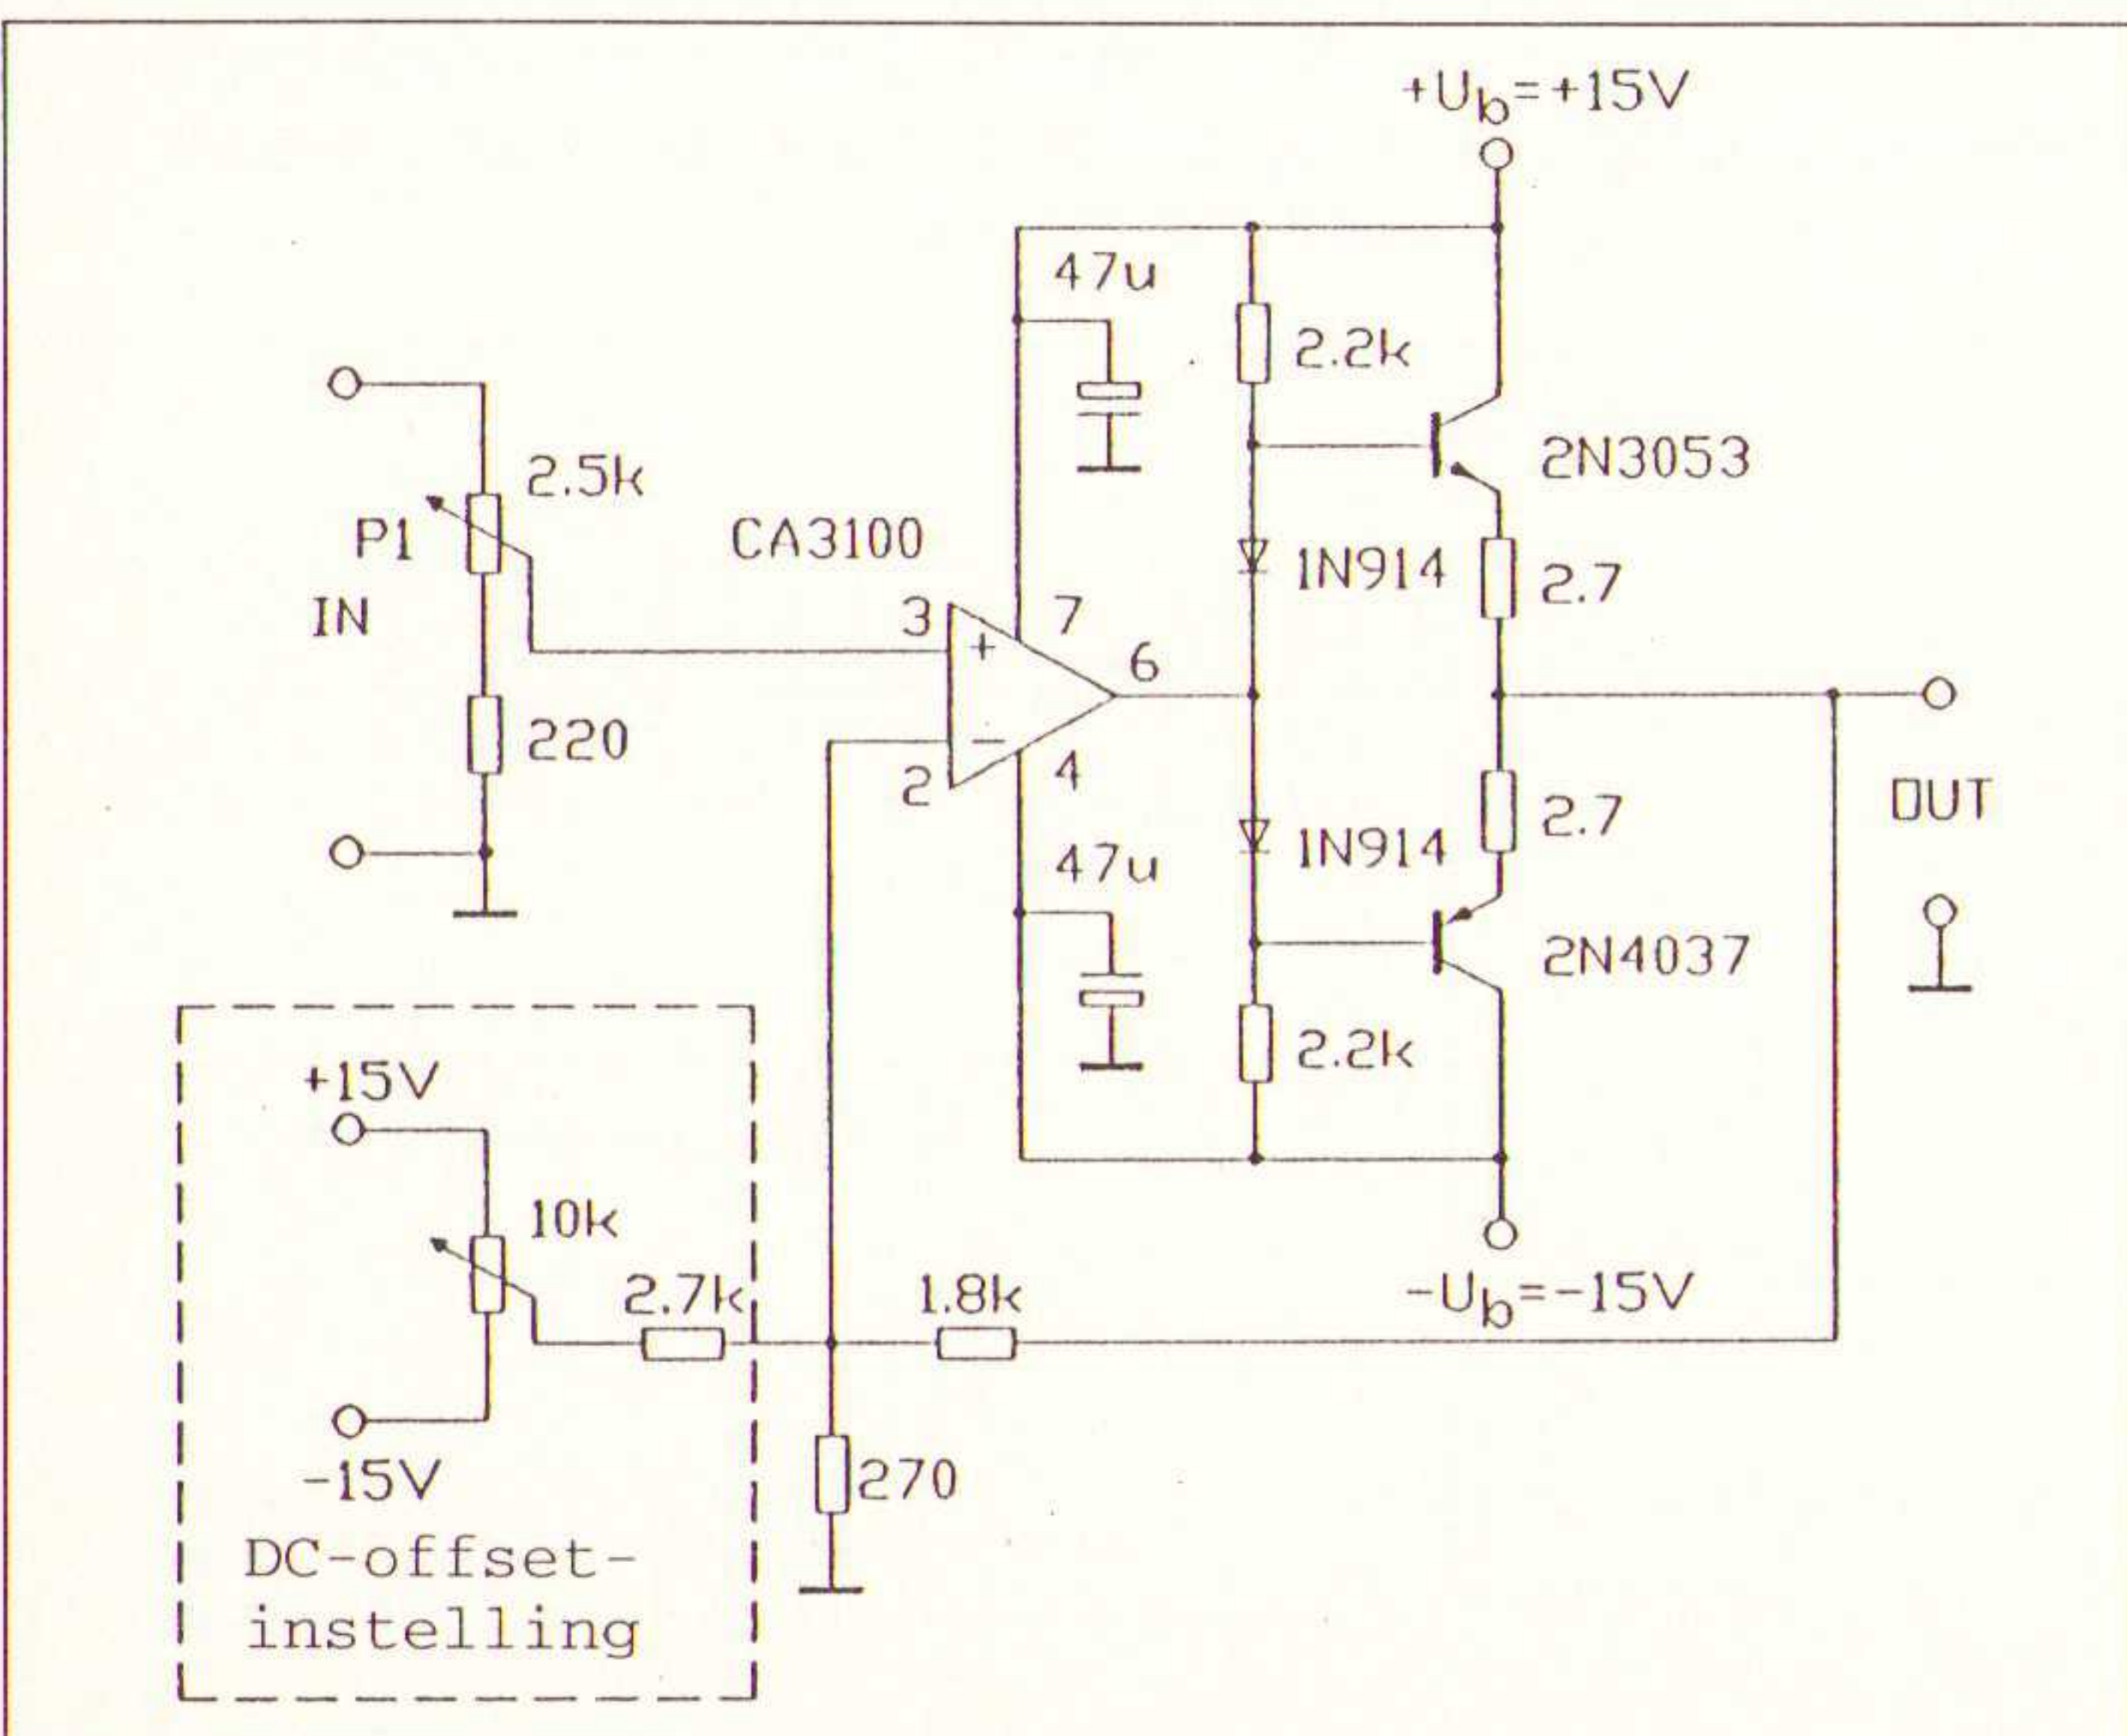 +Ub=+15V
47u
2.2k
2N3053
2.5k
P1
CA3100
IN
3
+
7
1N914
2.7
6
220
−
2
4
OUT
47u
1N914
2.7
2N4037
2.2k
+15V
10k
2.7k
1.8k
-Ub=-15V
-15V
270
DC-offset-
instelling